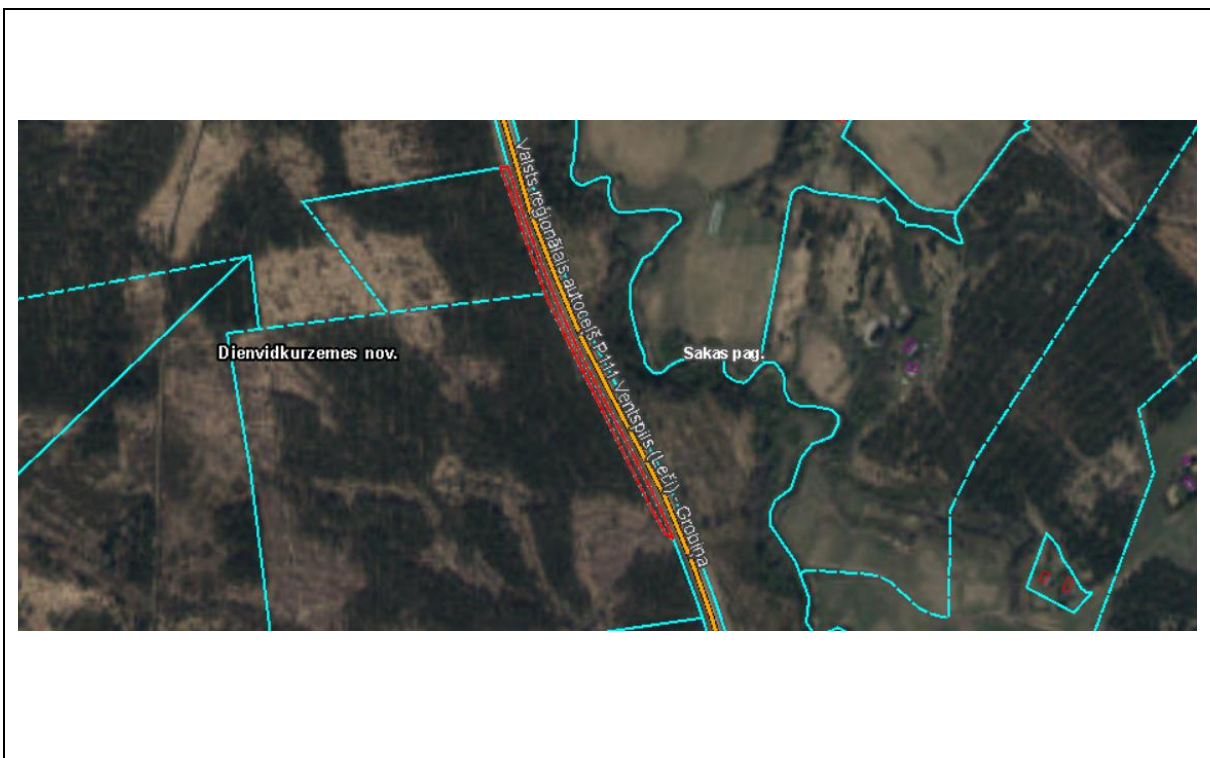 Valsts reģionālais autoceļš P111 Ventspils (Leči) - Grobiņa
Dienvidkurzemes nov.
Sakas pag.